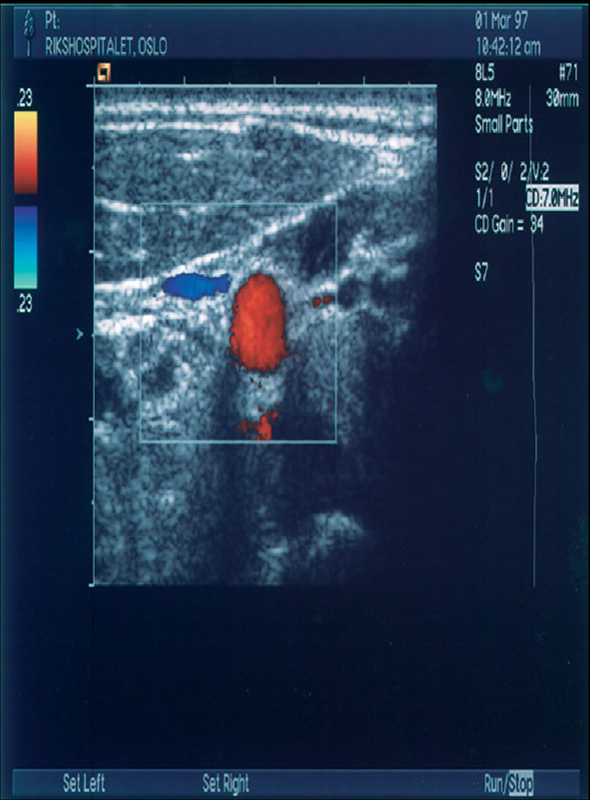 Pt:
RIKSHOSPITALET, OSLO
01 Mar 97
10:42:12 am
8L5 #71
8.0MHz 30mm
Small Parts
S2/ 0/ 2/V:2
1/1 CD:7.0MHz
CD Gain = 34
S7
.23
.23
Set Left Set Right Run/Stop